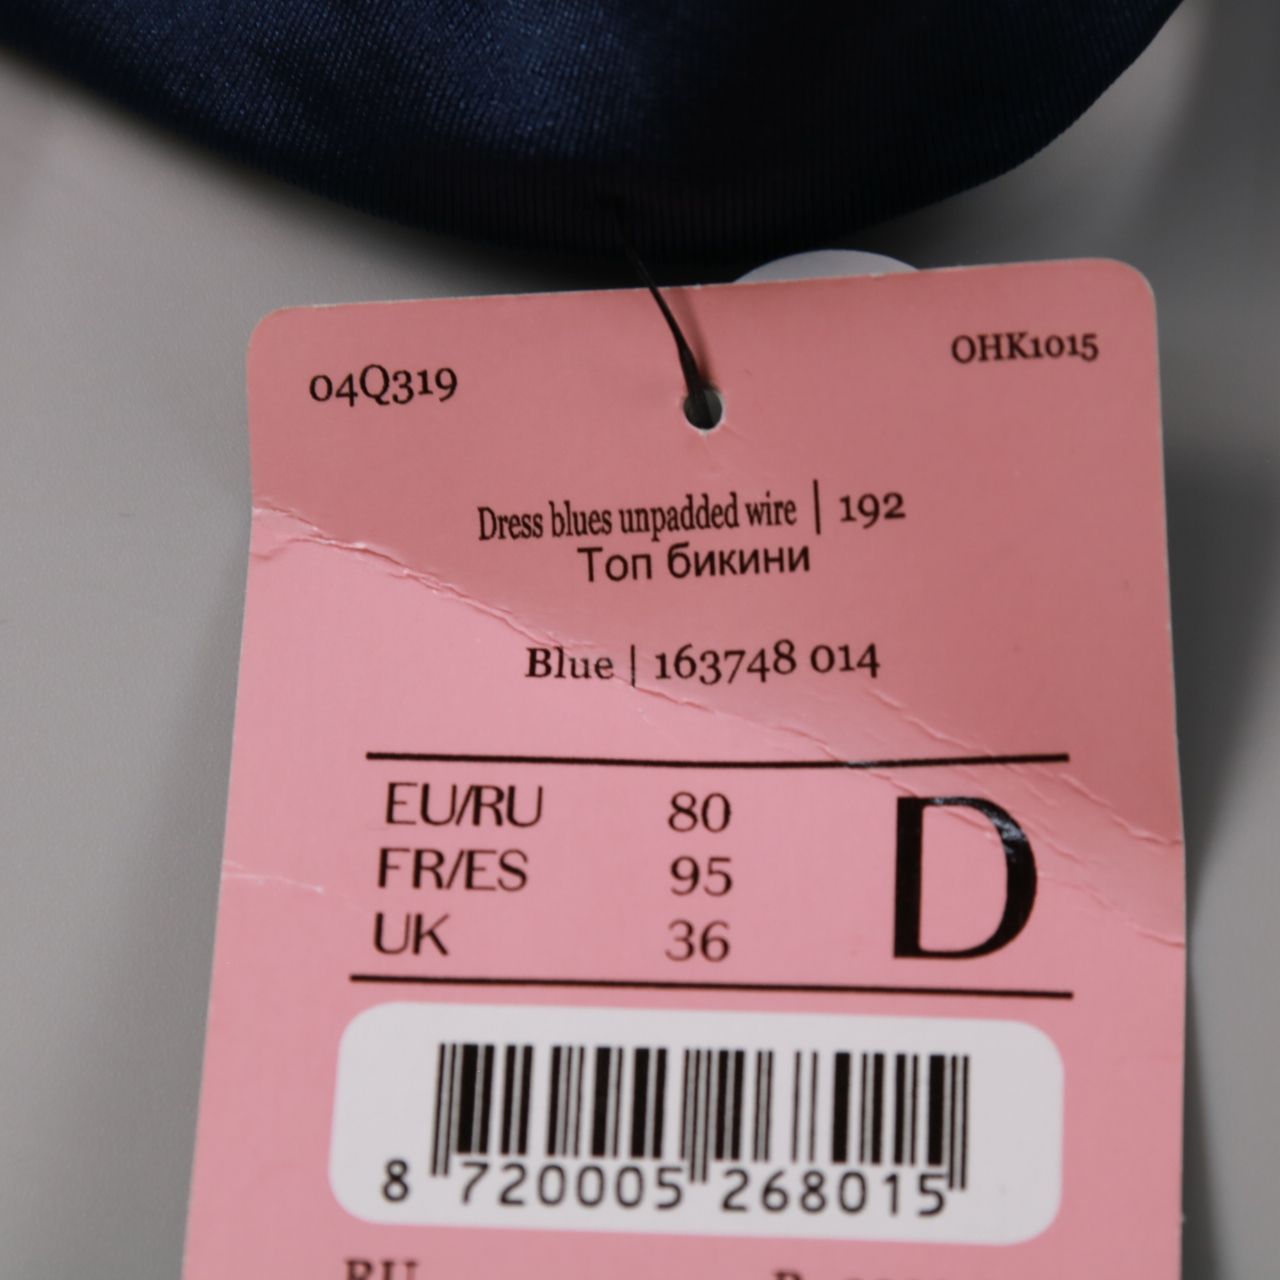 04Q319
OHK1015
Dress blues unpadded wire | 192
Топ бикини
Blue | 163748 014
EU/RU 80
FR/ES 95
UK 36
D
8 720005 268015
RU